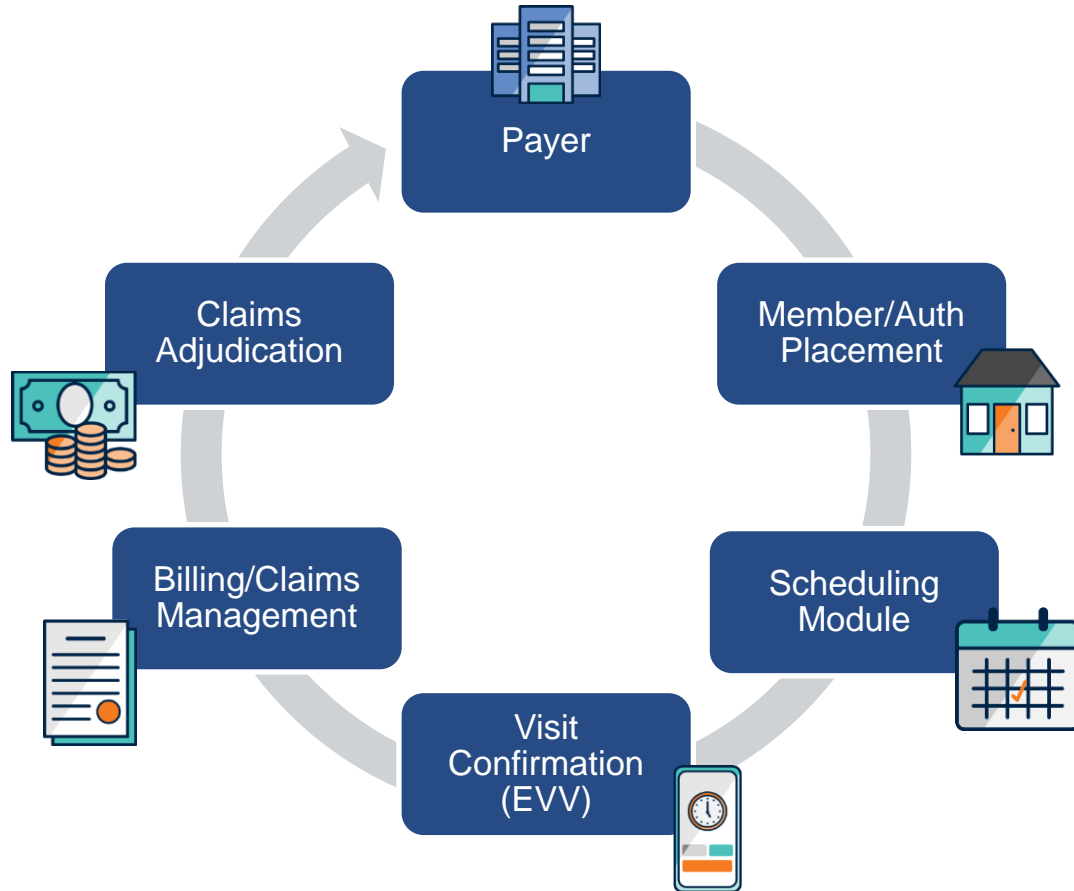 Payer
Member/Auth
Placement
Scheduling
Module
Visit
Confirmation
(EVV)
Billing/Claims
Management
Claims
Adjudication